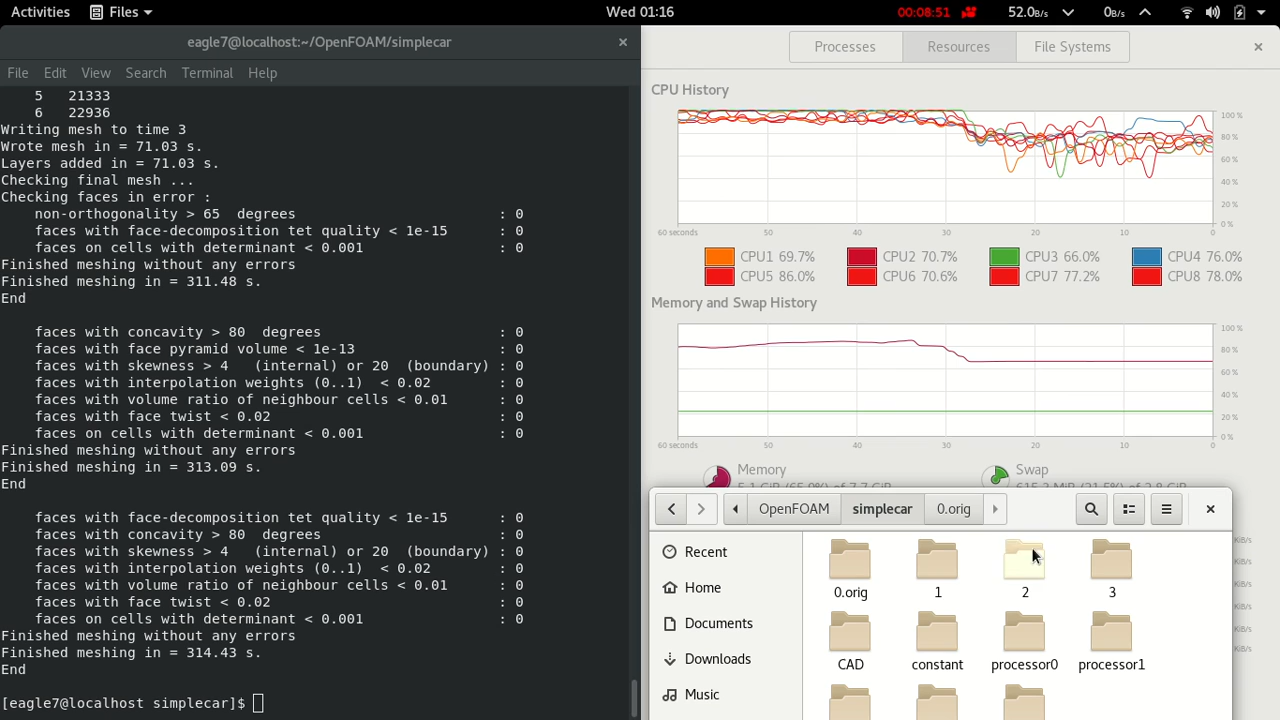 Activities Files Wed 01:16 00:08:51 52.0B/s 0B/s
eagle7@localhost:~/OpenFOAM/simplecar
File Edit View Search Terminal Help
5 21333
6 22936
Writing mesh to time 3
Wrote mesh in = 71.03 s.
Layers added in = 71.03 s.
Checking final mesh ...
Checking faces in error :
non-orthogonality > 65 degrees : 0
faces with face-decomposition tet quality < 1e-15 : 0
faces on cells with determinant < 0.001 : 0
Finished meshing without any errors
Finished meshing in = 311.48 s.
End
faces with concavity > 80 degrees : 0
faces with face pyramid volume < 1e-13 : 0
faces with skewness > 4 (internal) or 20 (boundary) : 0
faces with interpolation weights (0..1) < 0.02 : 0
faces with volume ratio of neighbour cells < 0.01 : 0
faces with face twist < 0.02 : 0
faces on cells with determinant < 0.001 : 0
Finished meshing without any errors
Finished meshing in = 313.09 s.
End
faces with face-decomposition tet quality < 1e-15 : 0
faces with concavity > 80 degrees : 0
faces with skewness > 4 (internal) or 20 (boundary) : 0
faces with interpolation weights (0..1) < 0.02 : 0
faces with volume ratio of neighbour cells < 0.01 : 0
faces with face twist < 0.02 : 0
faces on cells with determinant < 0.001 : 0
Finished meshing without any errors
Finished meshing in = 314.43 s.
End
[eagle7@localhost simplecar]$
Processes Resources File Systems
CPU History
100 %
80 %
60 %
40 %
20 %
0 %
60 seconds 50 40 30 20 10 0
CPU1 69.7% CPU2 70.7% CPU3 66.0% CPU4 76.0%
CPU5 86.0% CPU6 70.6% CPU7 77.2% CPU8 78.0%
Memory and Swap History
100 %
80 %
60 %
40 %
20 %
0 %
60 seconds 50 40 30 20 10 0
Memory Swap
OpenFOAM simplecar 0.orig
Recent
Home
Documents
Downloads
Music
0.orig 1 2 3
CAD constant processor0 processor1
KiB/s
KiB/s
KiB/s
KiB/s
KiB/s
KiB/s